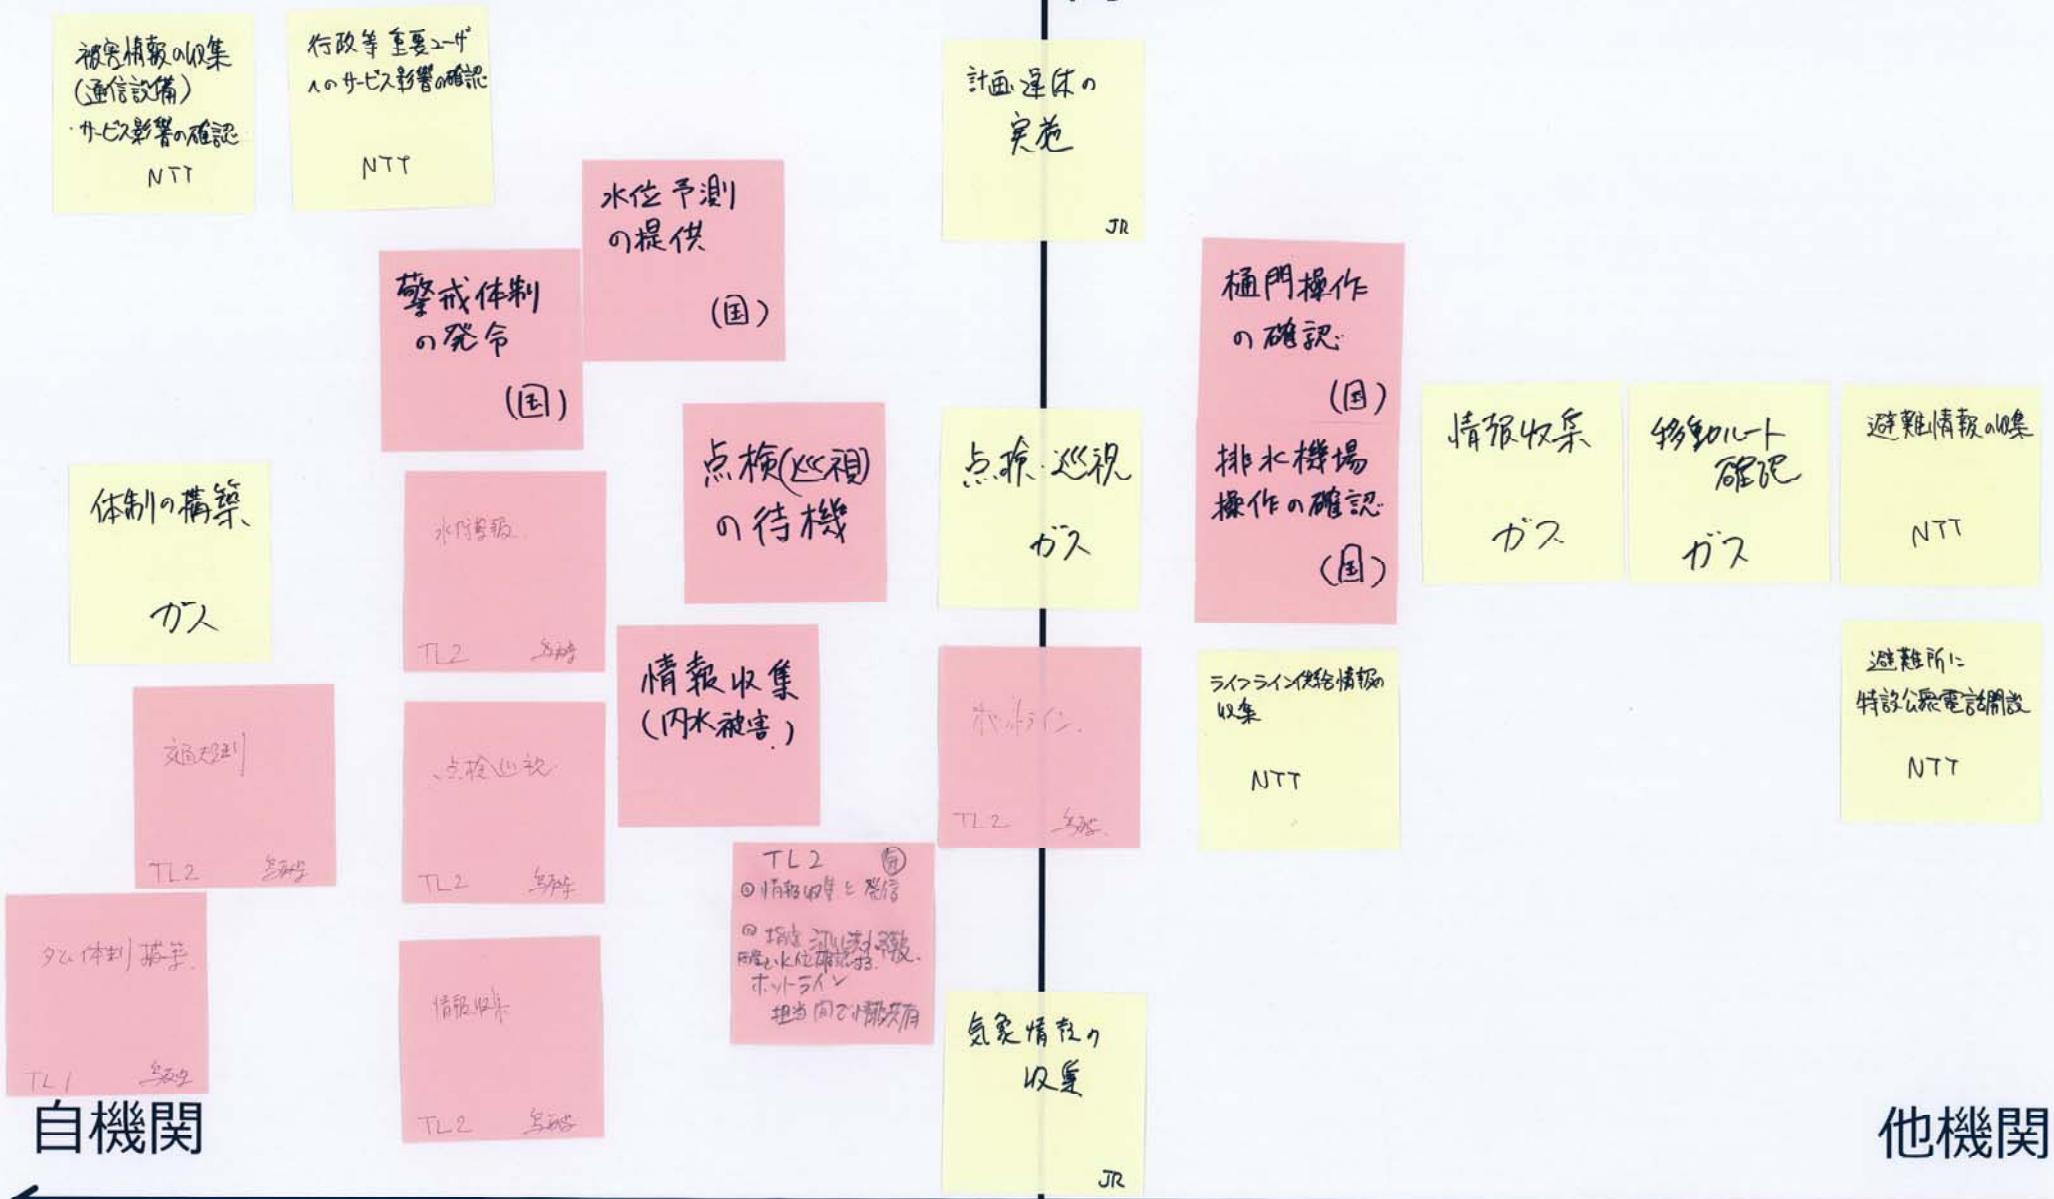 被害情報の収集
(通信設備)
・サービス影響の確認
NTT
行政等 重要ユーザ
へのサービス影響の確認
NTT
計画運休の
実施
JR
水位予測
の提供
(国)
警戒体制
の発令
(国)
樋門操作
の確認
(国)
点検(巡視)
の待機
点検・巡視
ガス
排水機場
操作の確認
(国)
情報収集
ガス
移動ルート
確認
ガス
避難情報の収集
NTT
体制の構築
ガス
水防警報
TL2
情報収集
(内水被害)
ホットライン
TL2
ライフライン供給情報の
収集
NTT
避難所に
特設公衆電話開設
NTT
TL2
点検巡視
TL2
TL2
◎情報収集と発信
ホットライン
担当間で情報共有
ダム体制構築
TL1
情報収集
TL2
気象情報の
収集
JR
自機関
他機関